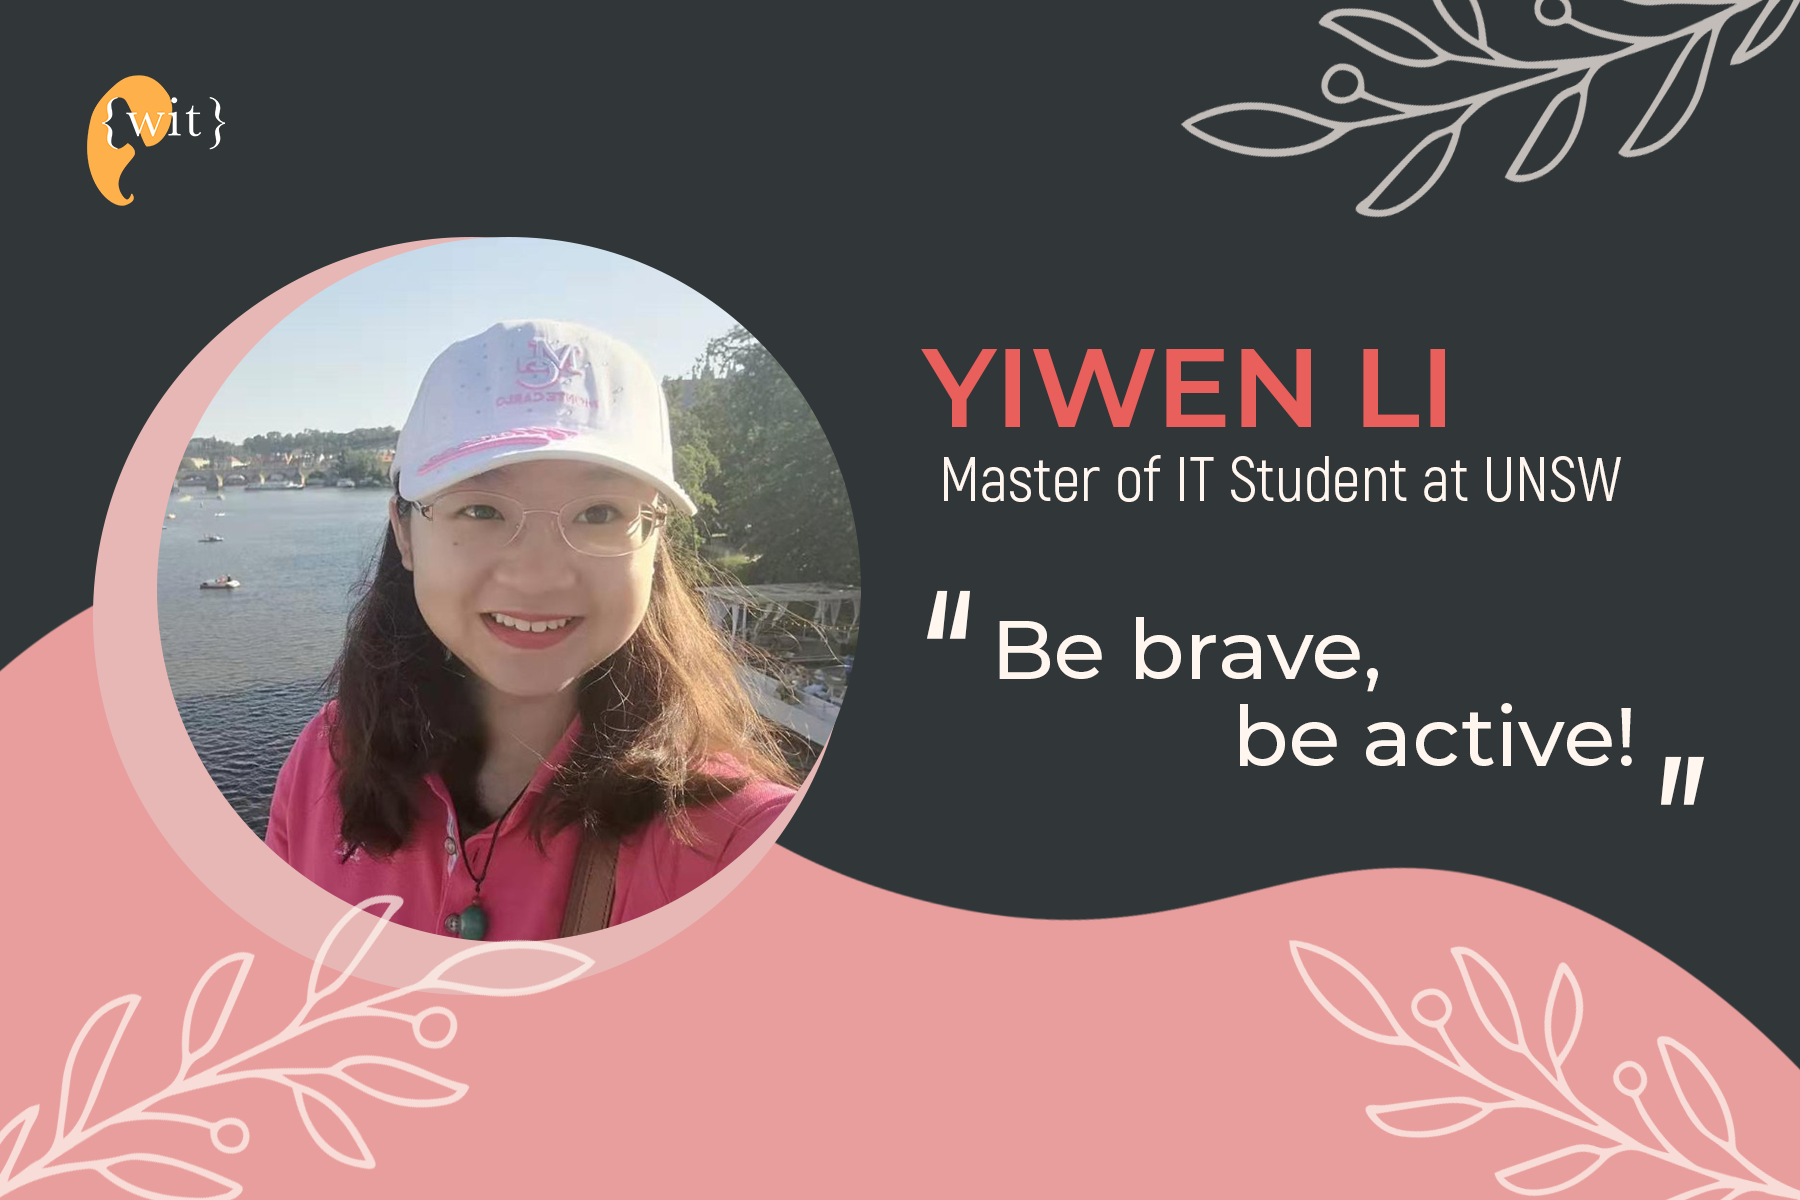 {wit}
YIWEN LI
Master of IT Student at UNSW
" Be brave,
be active! "